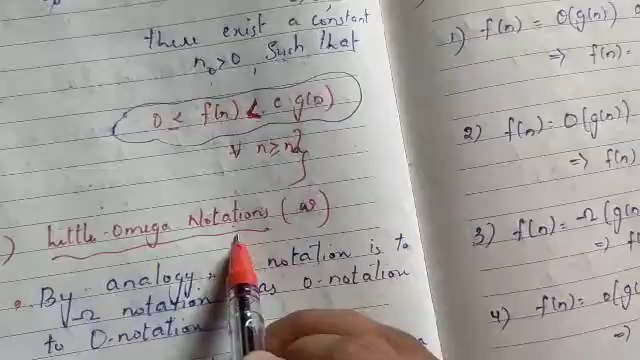 there exist a constant
n₀>0, Such that
0 ≤ f(n) < c g(n)
∀ n≥n₀}
) Little-Omega Notations (ω)
• By analogy, notation is to
Ω notation as o-notation
to O-notation
1) f(n) = O(g(n)) a
⇒ f(n) =
2) f(n) = O(g(n))
⇒ f(n)
3) f(n) = Ω(g(n
⇒ f(
4) f(n) = o(g(n
⇒